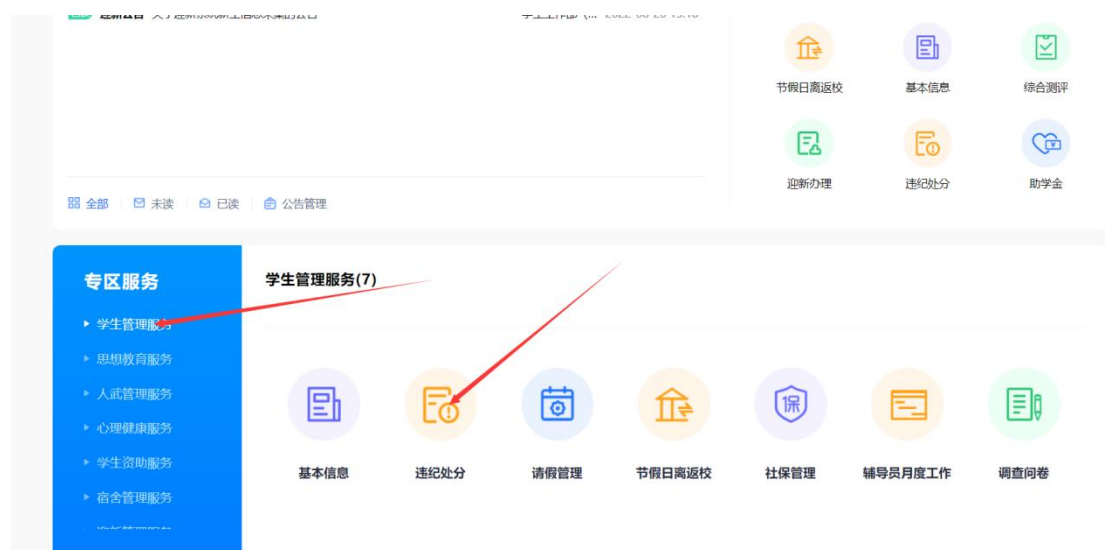 节假日离返校 基本信息 综合测评
迎新办理 违纪处分 助学金
全部 未读 已读 公告管理
专区服务
学生管理服务(7)
学生管理服务
思想教育服务
人武管理服务
心理健康服务
学生资助服务
宿舍管理服务
保
基本信息 违纪处分 请假管理 节假日离返校 社保管理 辅导员月度工作 调查问卷